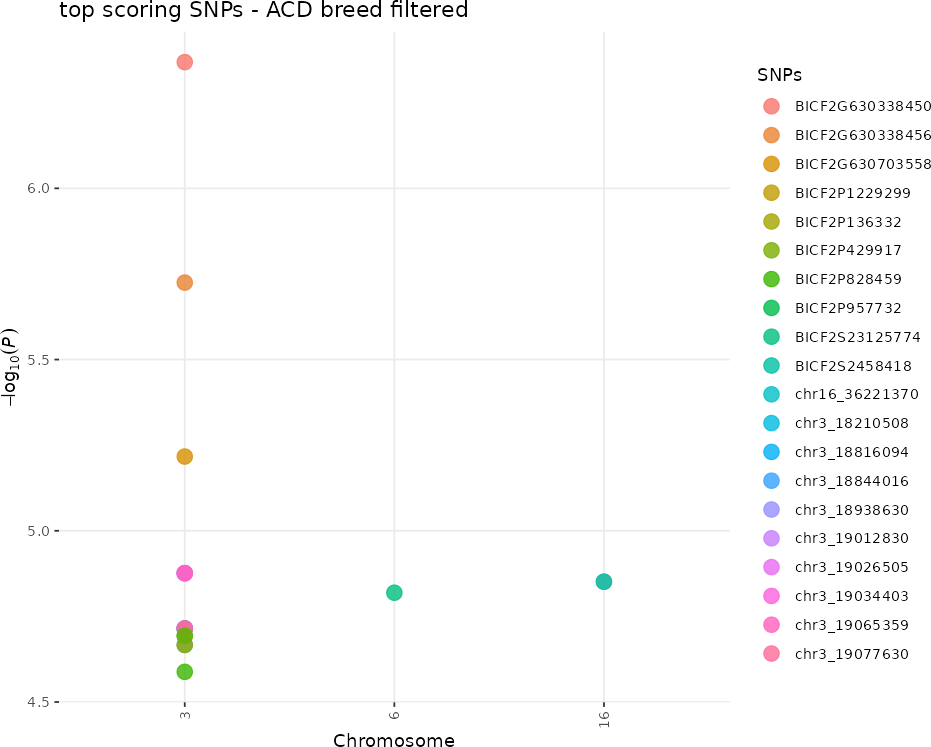 top scoring SNPs - ACD breed filtered
SNPs
BICF2G630338450
BICF2G630338456
BICF2G630703558
BICF2P1229299
BICF2P136332
BICF2P429917
BICF2P828459
BICF2P957732
BICF2S23125774
BICF2S2458418
chr16_36221370
chr3_18210508
chr3_18816094
chr3_18844016
chr3_18938630
chr3_19012830
chr3_19026505
chr3_19034403
chr3_19065359
chr3_19077630
6.0
5.5
5.0
4.5
−log10(P)
3
6
16
Chromosome